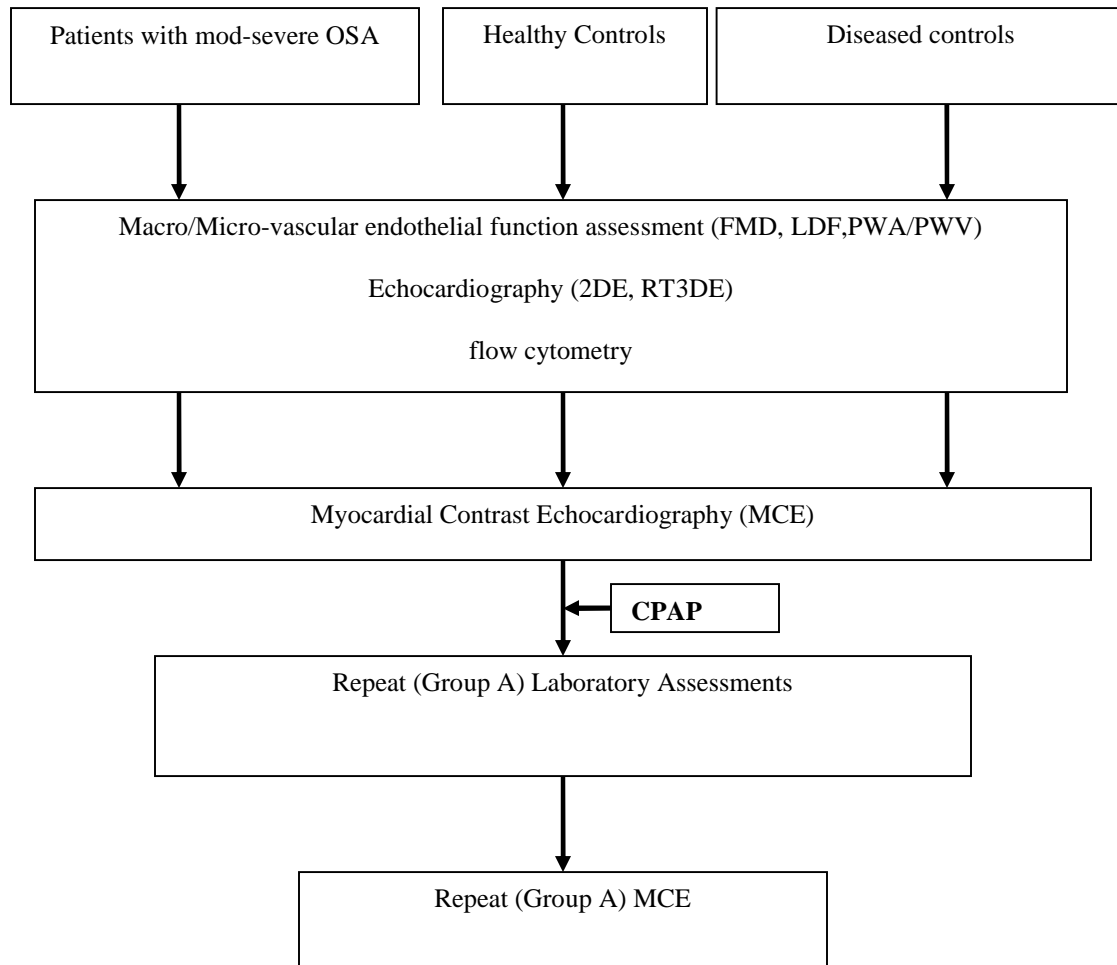 Patients with mod-severe OSA
Healthy Controls
Diseased controls
Macro/Micro-vascular endothelial function assessment (FMD, LDF,PWA/PWV)
Echocardiography (2DE, RT3DE)
flow cytometry
Myocardial Contrast Echocardiography (MCE)
CPAP
Repeat (Group A) Laboratory Assessments
Repeat (Group A) MCE